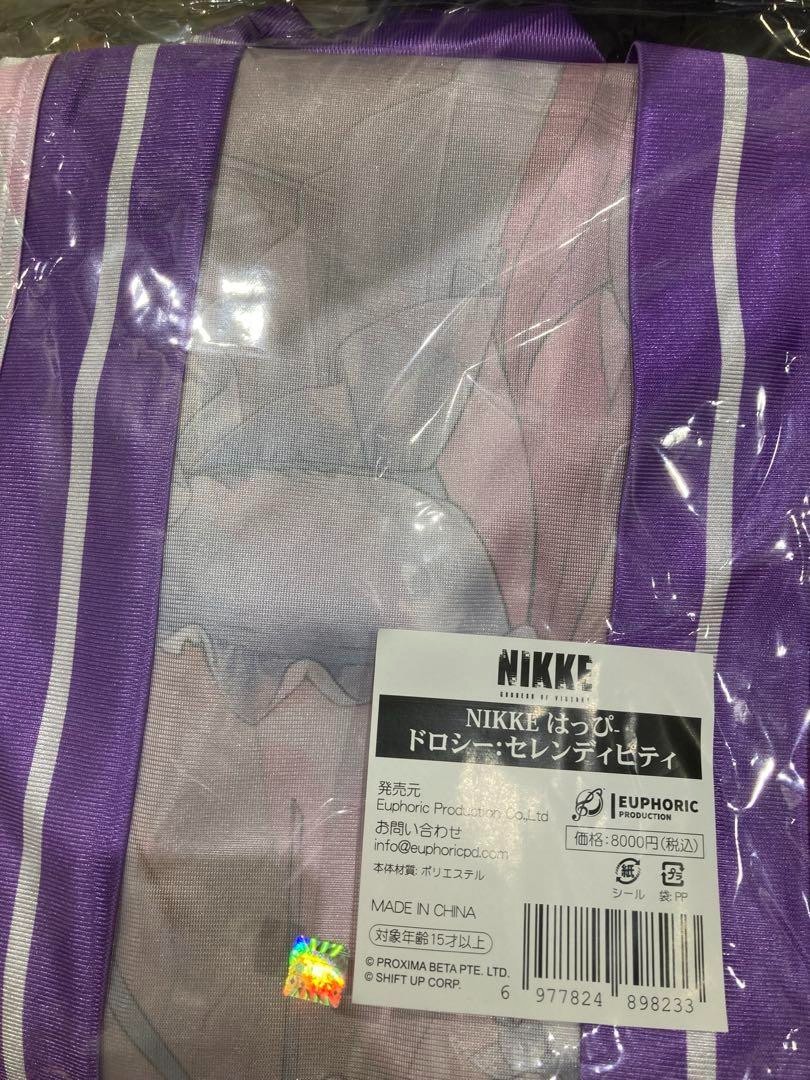 NIKKE
GODDESS OF VICTORY
NIKKE はっぴ-
ドロシー:セレンディピティ
発売元
Euphoric Production Co.,Ltd
EUPHORIC
PRODUCTION
お問い合わせ
info@euphoricpd.com
価格:8000円(税込)
本体材質: ポリエステル
紙
シール
プラ
袋: PP
MADE IN CHINA
対象年齢15才以上
© PROXIMA BETA PTE. LTD.
© SHIFT UP CORP.
6 977824 898233